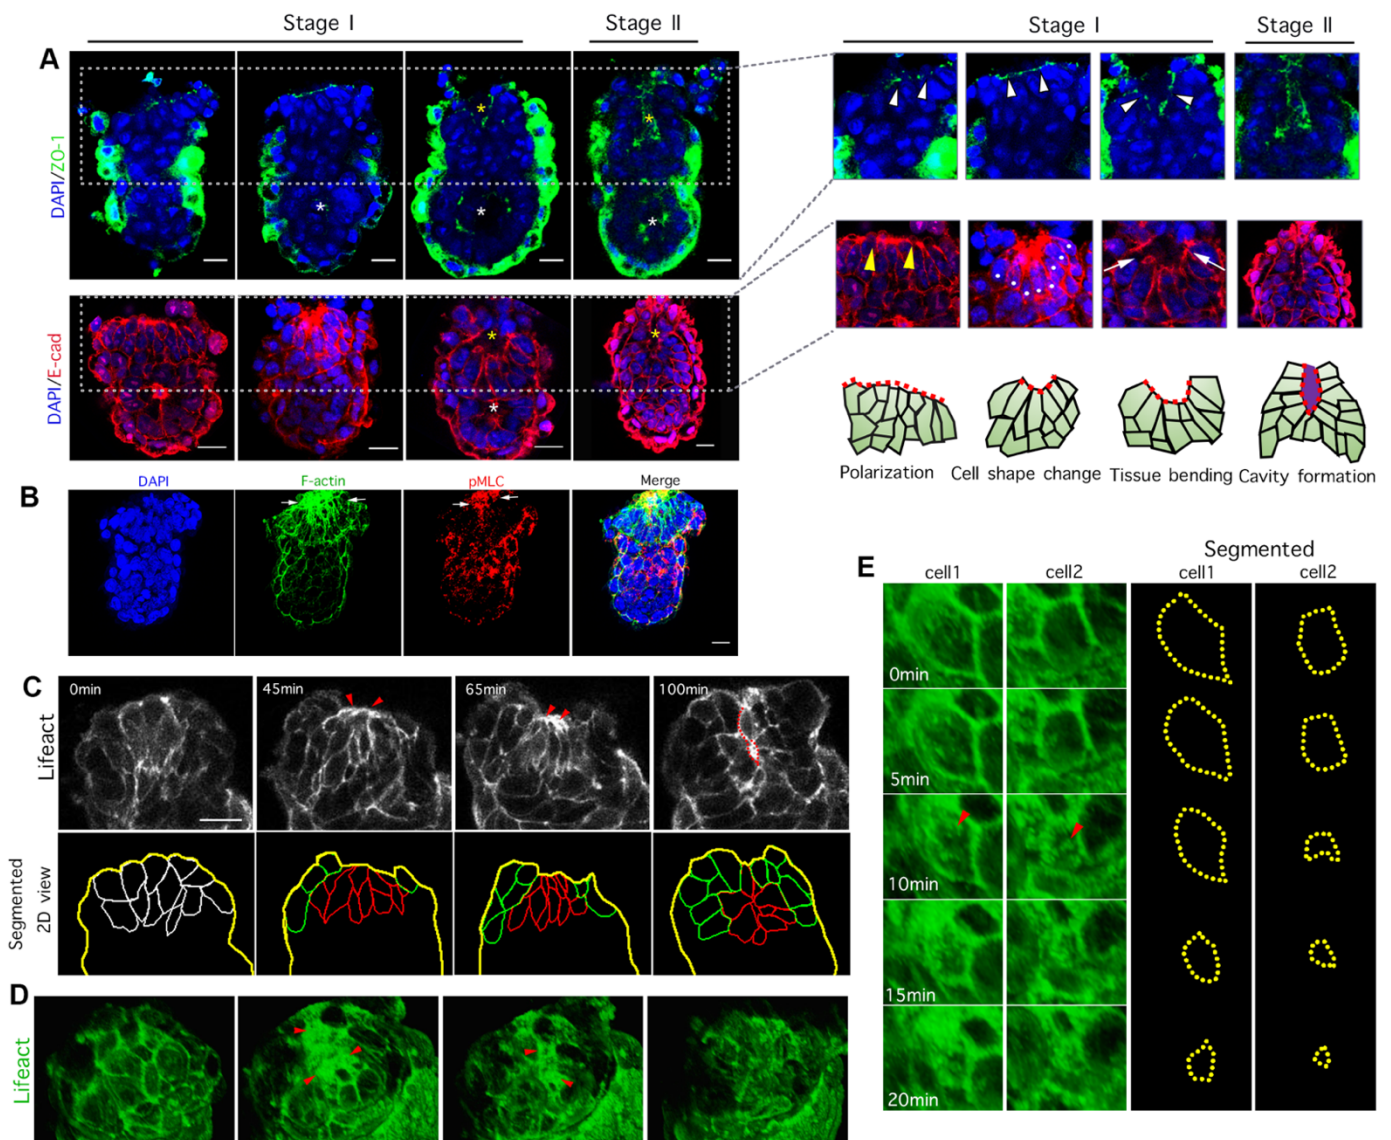 Stage I
Stage II
Stage I
Stage II
A
DAPI/ZO-1
* * * * *
DAPI/E-cad
* * *
Polarization
Cell shape change
Tissue bending
Cavity formation
B
DAPI
F-actin
pMLC
Merge
C
Lifeact
0min
45min
65min
100min
Segmented
2D view
D
Lifeact
E
Segmented
cell1
cell2
cell1
cell2
0min
5min
10min
15min
20min